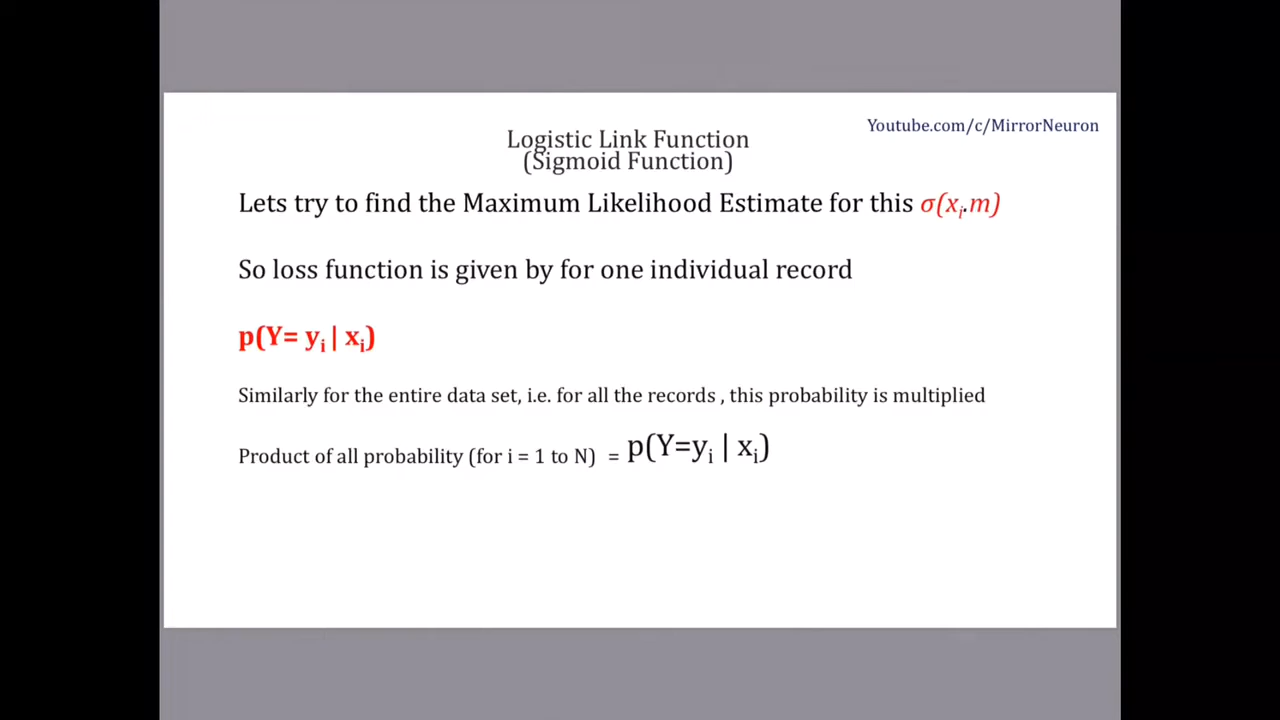 Youtube.com/c/MirrorNeuron
Logistic Link Function
(Sigmoid Function)
Lets try to find the Maximum Likelihood Estimate for this σ(xᵢ.m)
So loss function is given by for one individual record
p(Y= yᵢ | xᵢ)
Similarly for the entire data set, i.e. for all the records , this probability is multiplied
Product of all probability (for i = 1 to N) = p(Y=yᵢ | xᵢ)